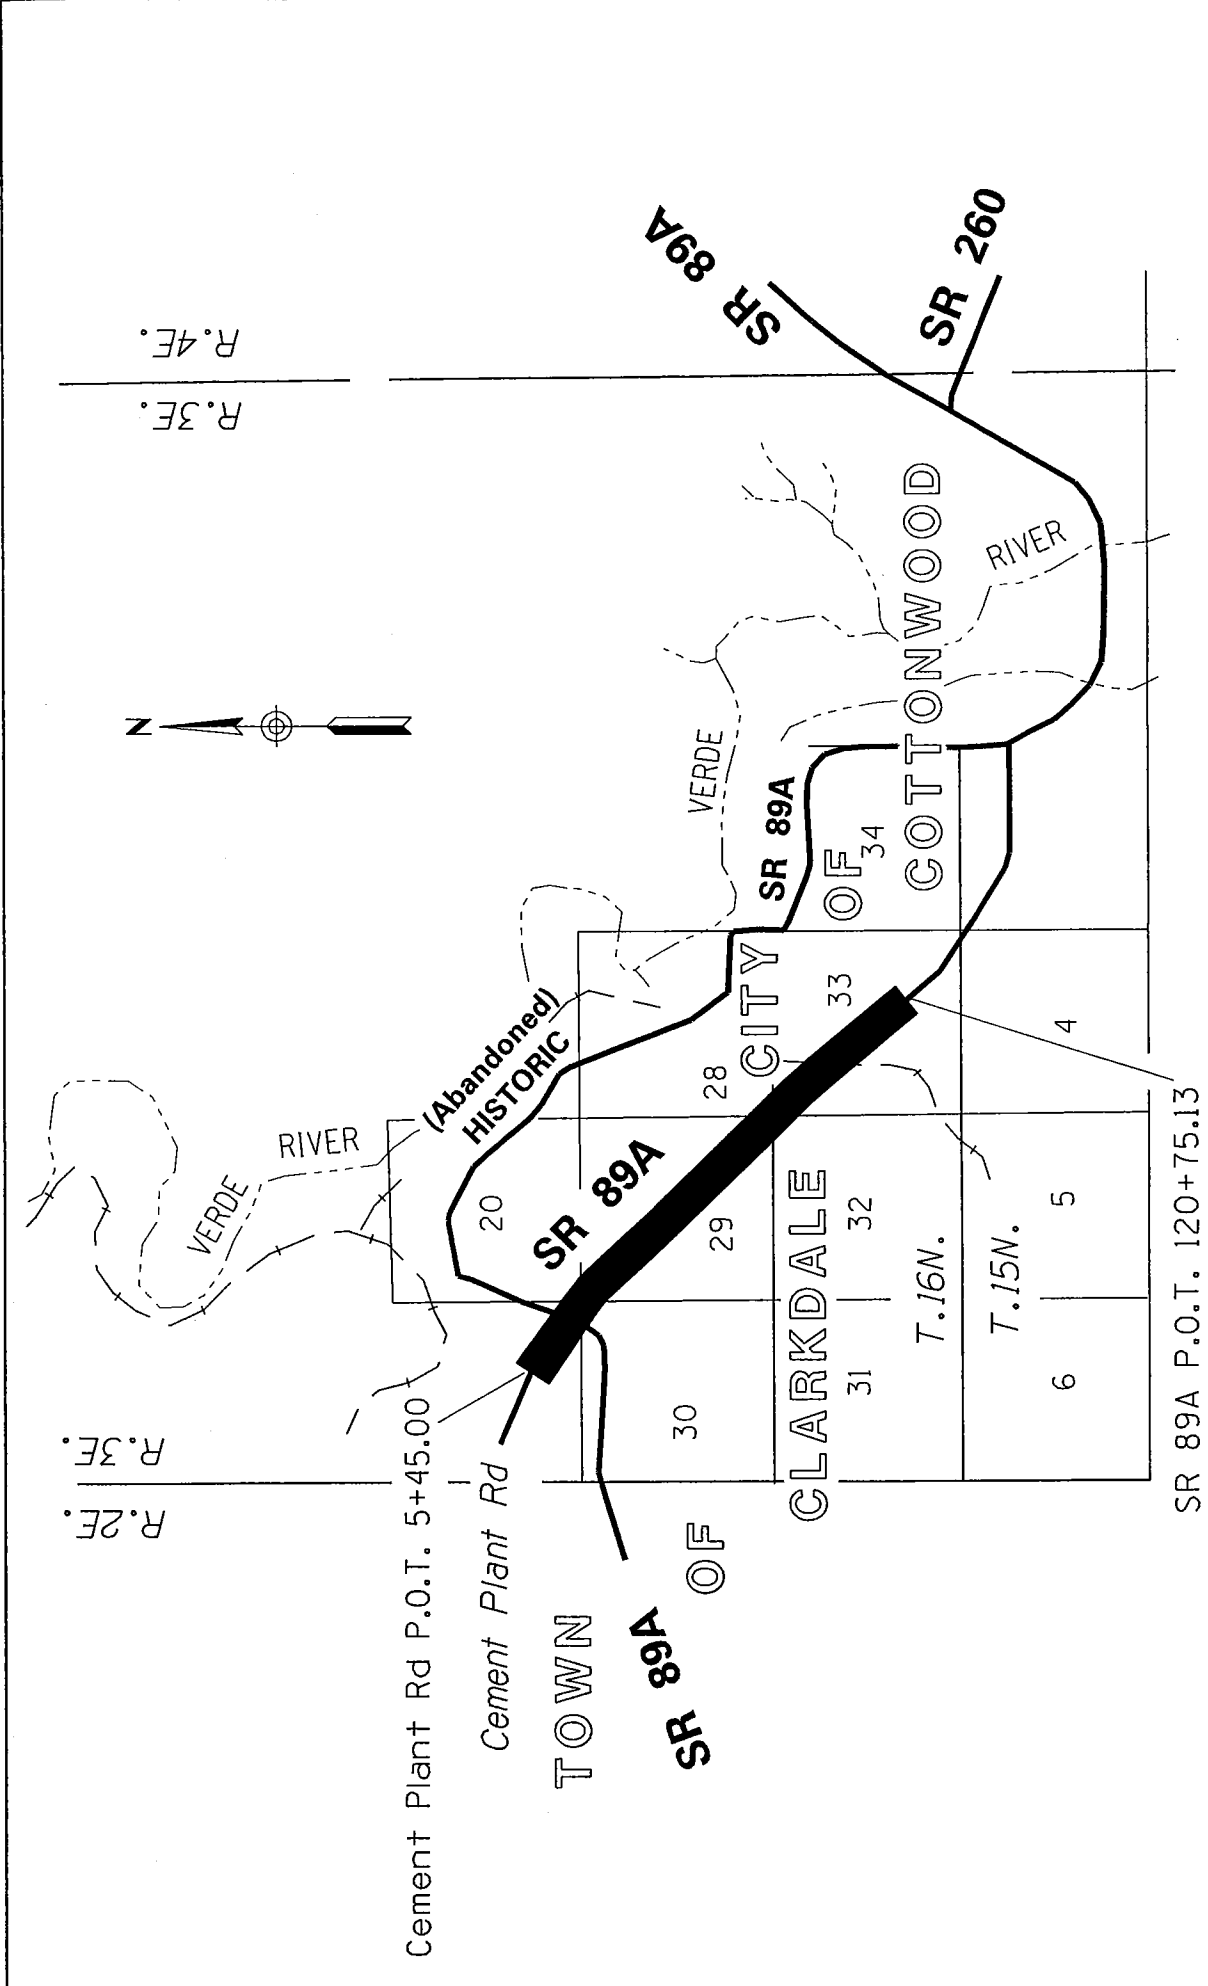 R.2E.
R.3E.
R.3E.
R.4E.
N
VERDE
RIVER
(Abandoned)
HISTORIC
Cement Plant Rd P.O.T. 5+45.00
Cement Plant Rd
20
SR 89A
TOWN
OF
CLARKDALE
SR 89A
30
29
28
31
32
33
34
CITY
OF
COTTONWOOD
SR 89A
VERDE
RIVER
SR 89A
SR 260
T.16N.
T.15N.
6
5
4
SR 89A P.O.T. 120+75.13